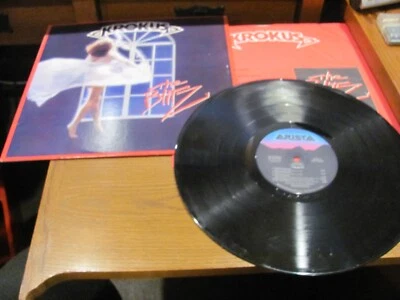 KROKUS
THE
BLITZ
KROKUS
THE
BLITZ
ARISTA